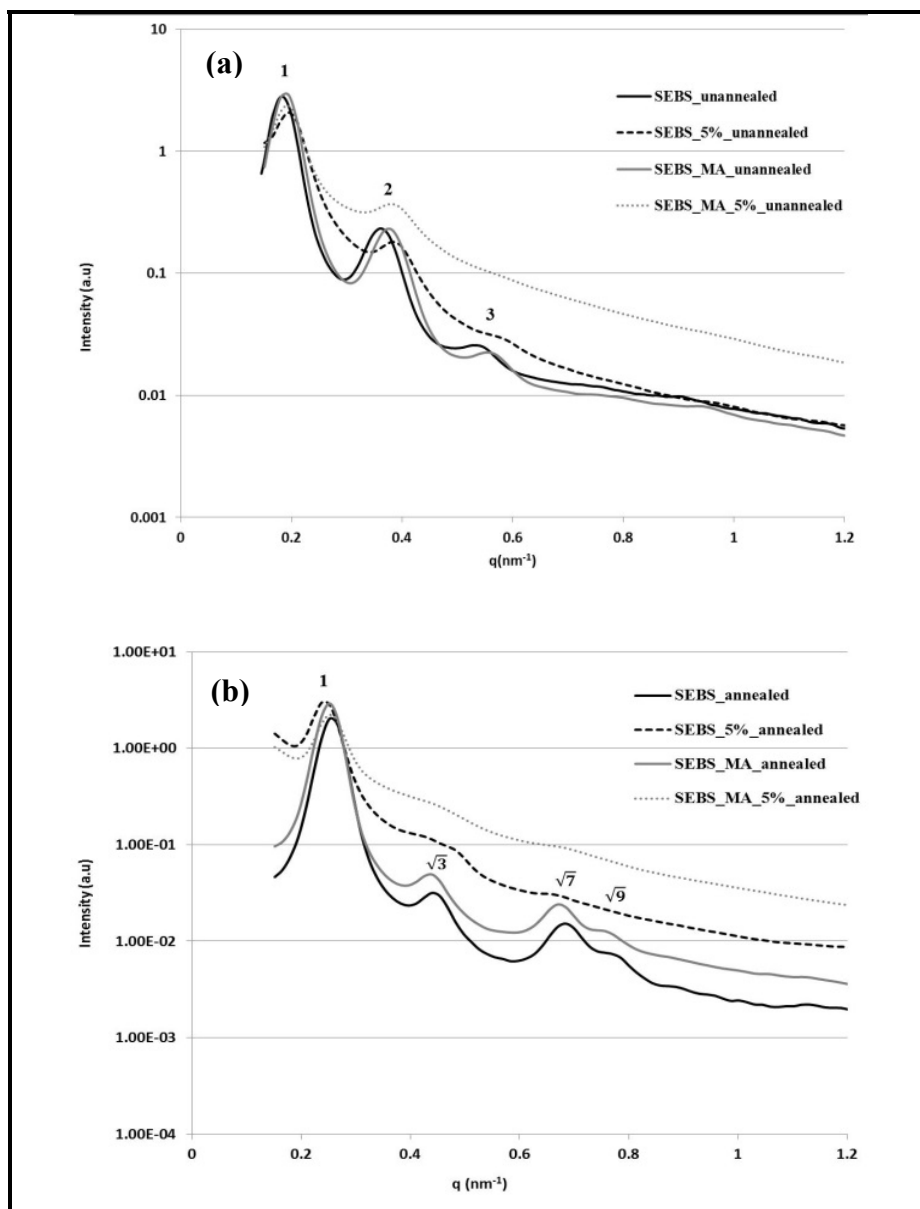 10
(a)
1
SEBS_unannealed
SEBS_5%_unannealed
1
2
SEBS_MA_unannealed
SEBS_MA_5%_unannealed
Intensity (a.u)
0.1
3
0.01
0.001
0 0.2 0.4 0.6 0.8 1 1.2
q(nm⁻¹)
1.00E+01
1
(b)
SEBS_annealed
SEBS_5%_annealed
1.00E+00
SEBS_MA_annealed
SEBS_MA_5%_annealed
Intensity (a.u)
1.00E-01
√3
√7
√9
1.00E-02
1.00E-03
1.00E-04
0 0.2 0.4 0.6 0.8 1 1.2
q (nm⁻¹)